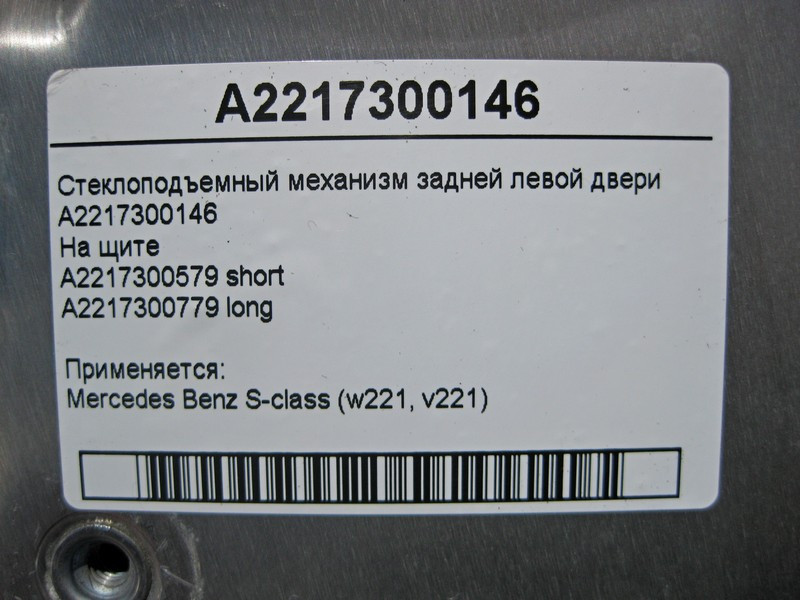 A2217300146
Стеклоподъемный механизм задней левой двери
A2217300146
На щите
A2217300579 short
A2217300779 long
Применяется:
Mercedes Benz S-class (w221, v221)